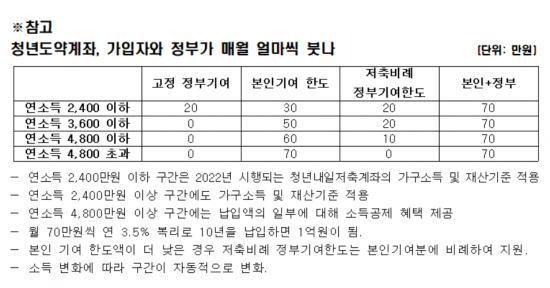 ※참고
청년도약계좌, 가입자와 정부가 매월 얼마씩 붓나 (단위: 만원)
고정 정부기여 본인기여 한도 저축비례 정부기여한도 본인+정부
연소득 2,400 이하 20 30 20 70
연소득 3,600 이하 0 50 20 70
연소득 4,800 이하 0 60 10 70
연소득 4,800 초과 0 70 0 70
– 연소득 2,400만원 이하 구간은 2022년 시행되는 청년내일저축계좌의 가구소득 및 재산기준 적용
– 연소득 2,400만원 이상 구간에도 가구소득 및 재산기준 적용
– 연소득 4,800만원 이상 구간에는 납입액의 일부에 대해 소득공제 혜택 제공
– 월 70만원씩 연 3.5% 복리로 10년을 납입하면 1억원이 됨.
– 본인 기여 한도액이 더 낮은 경우 저축비례 정부기여한도는 본인기여분에 비례하여 지원.
– 소득 변화에 따라 구간이 자동적으로 변화.